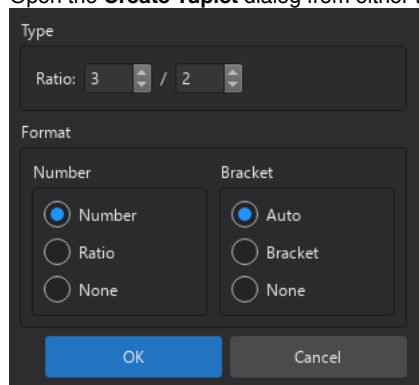 Open the Create Tuplet dialog from either
Type
Ratio: 3 / 2
Format
Number Bracket
Number Auto
Ratio Bracket
None None
OK Cancel